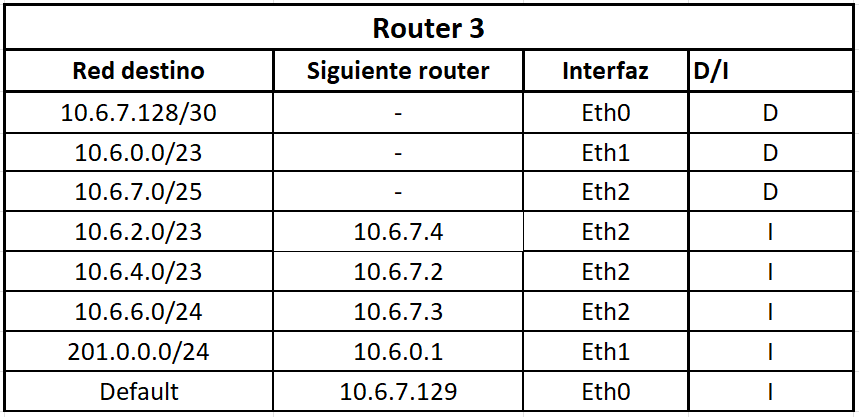 Router 3
Red destino Siguiente router Interfaz D/I
10.6.7.128/30 - Eth0 D
10.6.0.0/23 - Eth1 D
10.6.7.0/25 - Eth2 D
10.6.2.0/23 10.6.7.4 Eth2 I
10.6.4.0/23 10.6.7.2 Eth2 I
10.6.6.0/24 10.6.7.3 Eth2 I
201.0.0.0/24 10.6.0.1 Eth1 I
Default 10.6.7.129 Eth0 I